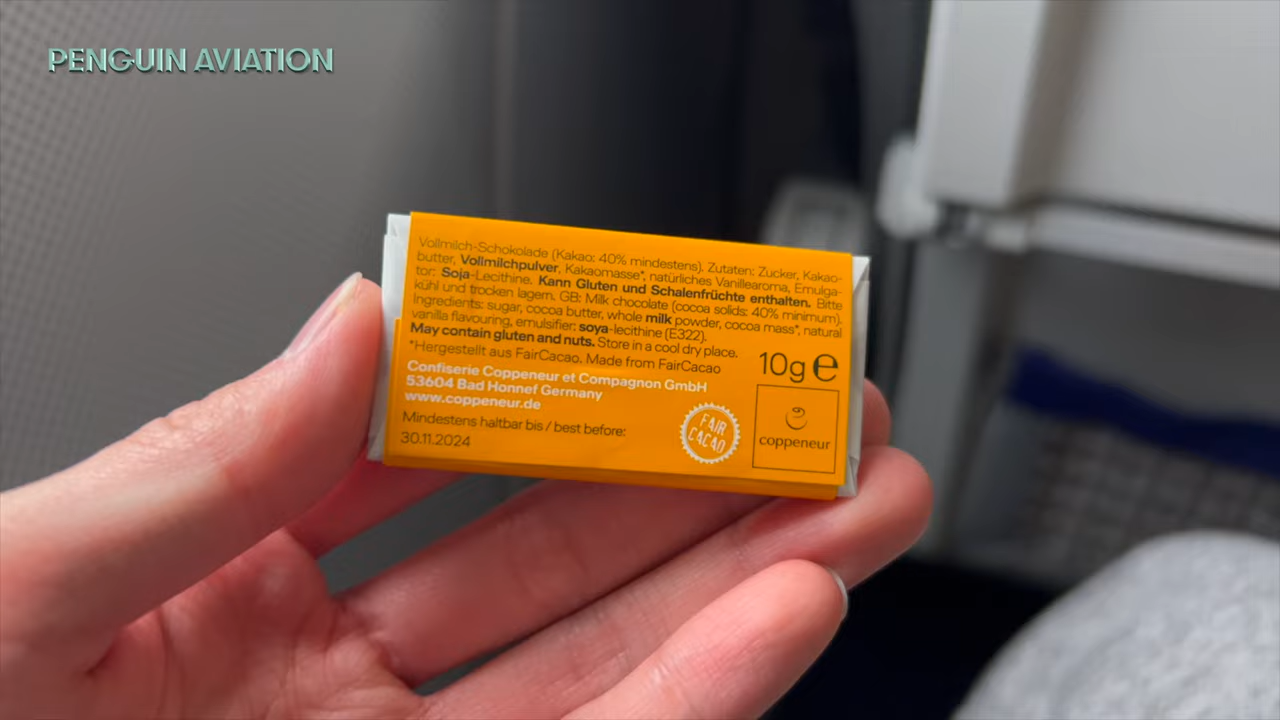 PENGUIN AVIATION
Vollmilch-Schokolade (Kakao: 40% mindestens). Zutaten: Zucker, Kakao-
butter, Vollmilchpulver, Kakaomasse*, natürliches Vanillearoma, Emulga-
tor: Soja-Lecithine. Kann Gluten und Schalenfrüchte enthalten. Bitte
kühl und trocken lagern. GB: Milk chocolate (cocoa solids: 40% minimum).
Ingredients: sugar, cocoa butter, whole milk powder, cocoa mass*, natural
vanilla flavouring, emulsifier: soya-lecithine (E322).
May contain gluten and nuts. Store in a cool dry place.
*Hergestellt aus FairCacao. Made from FairCacao
10g e
Confiserie Coppeneur et Compagnon GmbH
53604 Bad Honnef Germany
www.coppeneur.de
Mindestens haltbar bis / best before:
30.11.2024
FAIR
CACAO
coppeneur